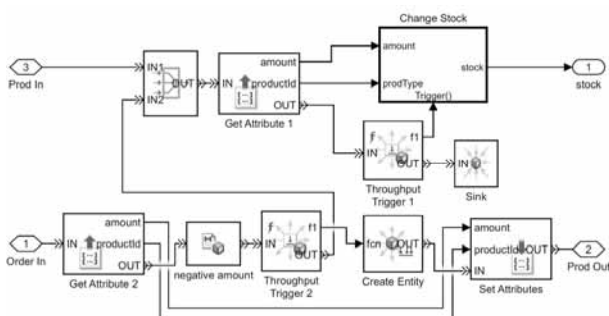 Change Stock
amount
prodType
Trigger()
stock
3
Prod In
IN1
IN2
OUT
IN
amount
productId
OUT
Get Attribute 1
1
stock
f1
IN
OUT
Throughput
Trigger 1
IN
Sink
1
Order In
IN
amount
productId
OUT
Get Attribute 2
negative amount
f1
IN
OUT
Throughput
Trigger 2
fcn
OUT
Create Entity
amount
productId
IN
OUT
Set Attributes
2
Prod Out